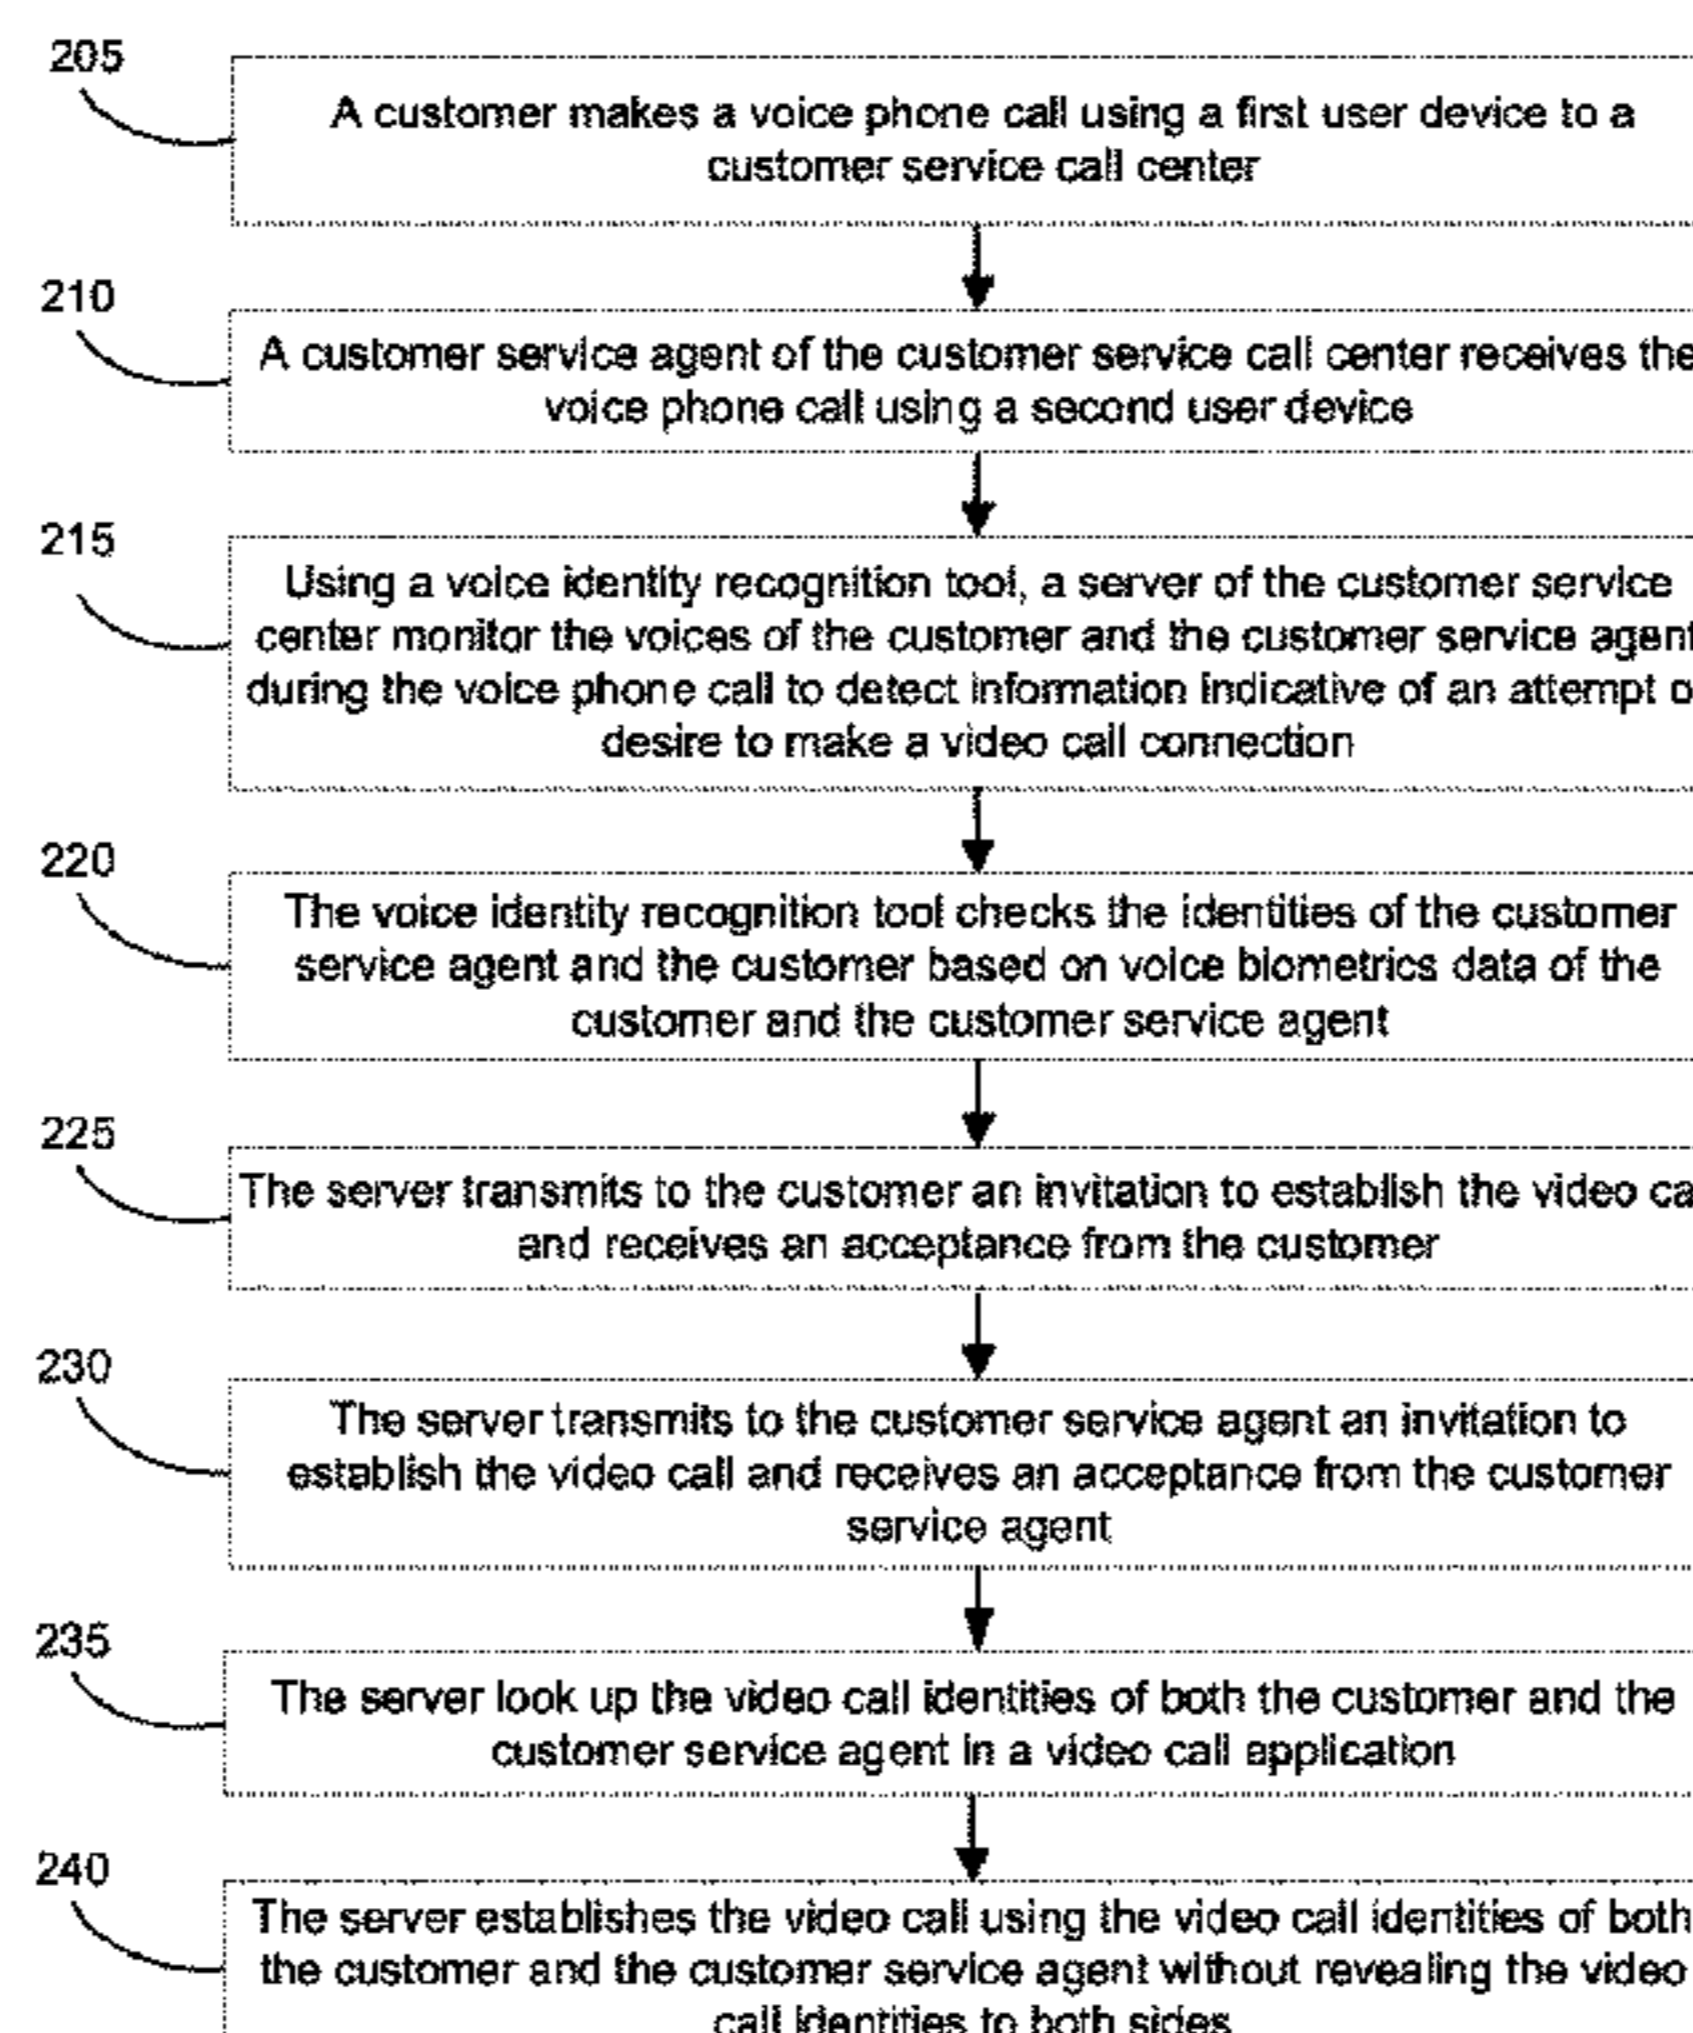 205
A customer makes a voice phone call using a first user device to a
customer service call center
210
A customer service agent of the customer service call center receives the
voice phone call using a second user device
215
Using a voice identity recognition tool, a server of the customer service
center monitor the voices of the customer and the customer service agent
during the voice phone call to detect information indicative of an attempt o
desire to make a video call connection
220
The voice identity recognition tool checks the identities of the customer
service agent and the customer based on voice biometrics data of the
customer and the customer service agent
225
The server transmits to the customer an invitation to establish the video ca
and receives an acceptance from the customer
230
The server transmits to the customer service agent an invitation to
establish the video call and receives an acceptance from the customer
service agent
235
The server look up the video call identities of both the customer and the
customer service agent in a video call application
240
The server establishes the video call using the video call identities of both
the customer and the customer service agent without revealing the video
call identities to both sides